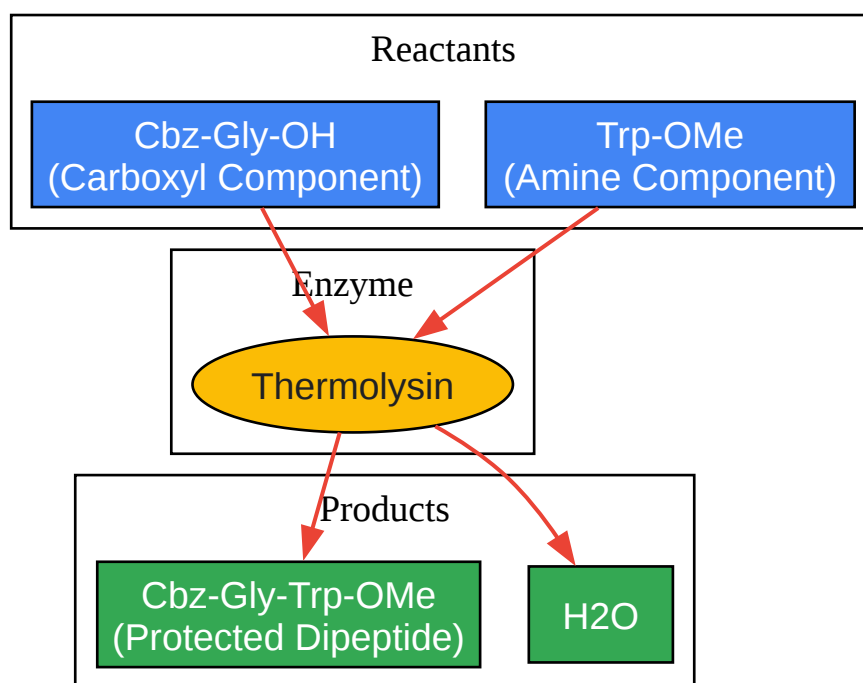 Reactants
Cbz-Gly-OH
(Carboxyl Component)
Trp-OMe
(Amine Component)
Enzyme
Thermolysin
Products
Cbz-Gly-Trp-OMe
(Protected Dipeptide)
H2O